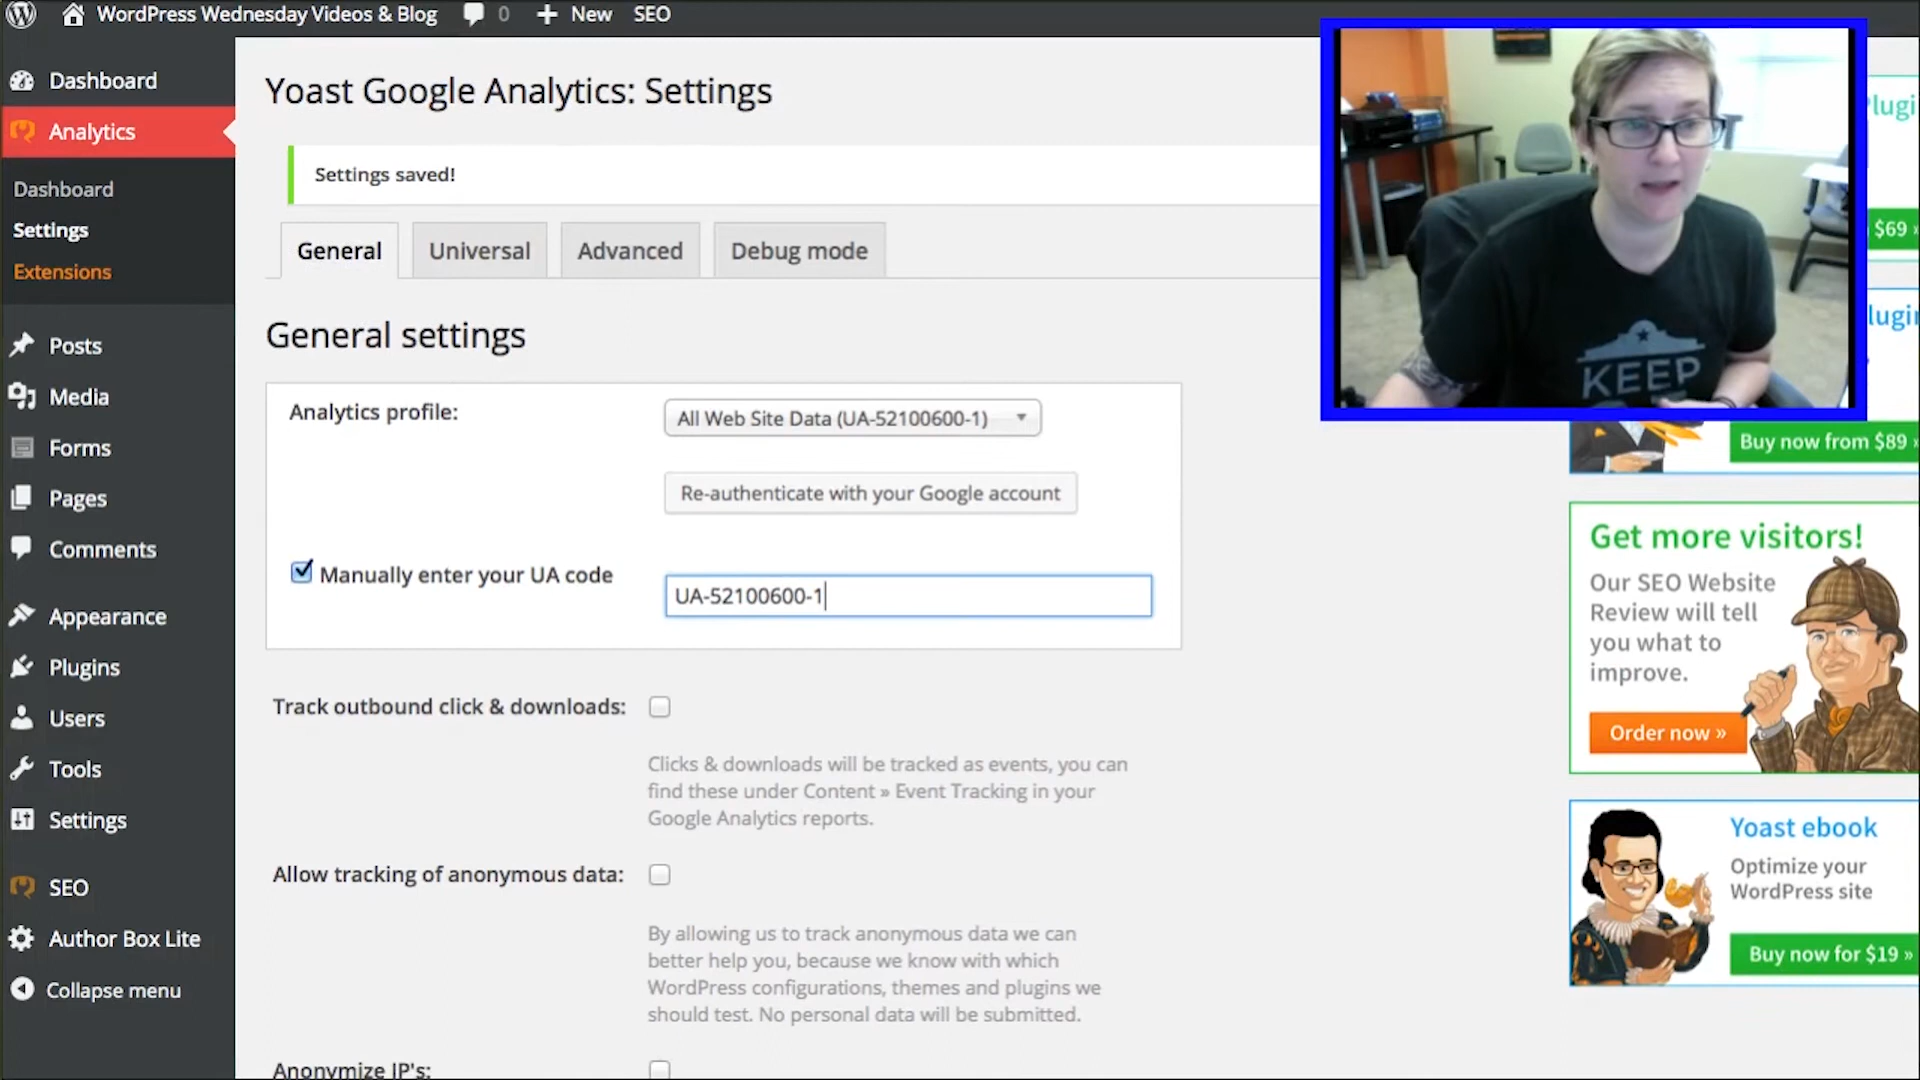 WordPress Wednesday Videos & Blog 0 New SEO
Dashboard
Analytics
Dashboard
Settings
Extensions
Posts
Media
Forms
Pages
Comments
Appearance
Plugins
Users
Tools
Settings
SEO
Author Box Lite
Collapse menu
Yoast Google Analytics: Settings
Settings saved!
General Universal Advanced Debug mode
General settings
Analytics profile: All Web Site Data (UA-52100600-1)
Re-authenticate with your Google account
Manually enter your UA code UA-52100600-1
Track outbound click & downloads:
Clicks & downloads will be tracked as events, you can
find these under Content » Event Tracking in your
Google Analytics reports.
Allow tracking of anonymous data:
By allowing us to track anonymous data we can
better help you, because we know with which
WordPress configurations, themes and plugins we
should test. No personal data will be submitted.
Anonymize IP's:
KEEP
$69 »
Buy now from $89 »
Get more visitors!
Our SEO Website
Review will tell
you what to
improve.
Order now »
Yoast ebook
Optimize your
WordPress site
Buy now for $19 »